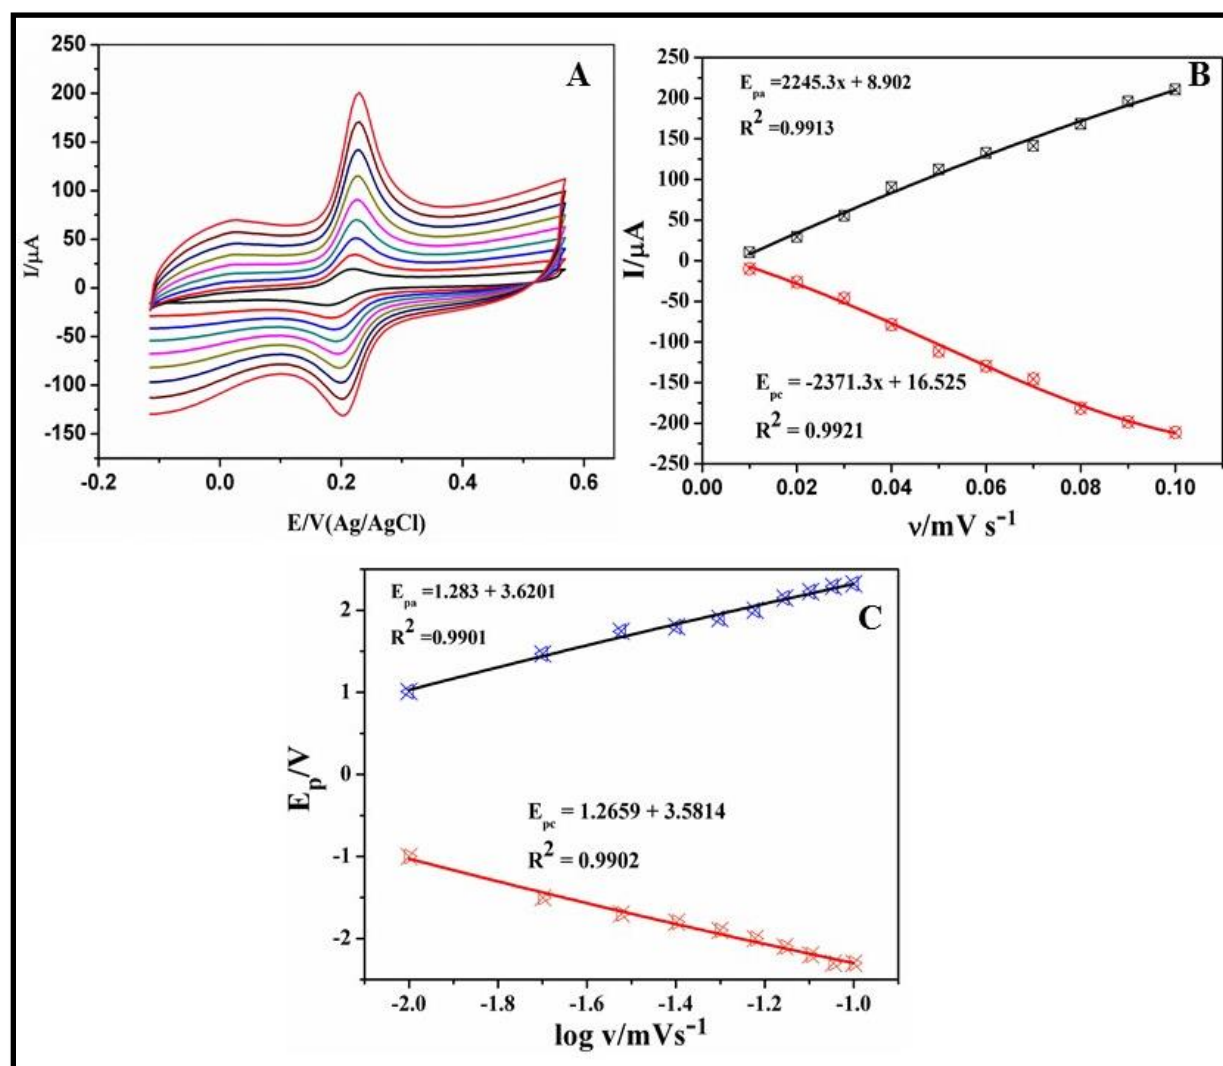 A
I/µA
250
200
150
100
50
0
-50
-100
-150
-0.2
0.0
0.2
0.4
0.6
E/V(Ag/AgCl)
B
E pa =2245.3x + 8.902
R² =0.9913
I/µA
250
200
150
100
50
0
-50
-100
-150
-200
-250
E pc = -2371.3x + 16.525
R² = 0.9921
0.00
0.02
0.04
0.06
0.08
0.10
ν/mV s⁻¹
E pa =1.283 + 3.6201
R² =0.9901
C
Ep/V
2
1
0
-1
-2
E pc = 1.2659 + 3.5814
R² = 0.9902
-2.0
-1.8
-1.6
-1.4
-1.2
-1.0
log v/mVs⁻¹